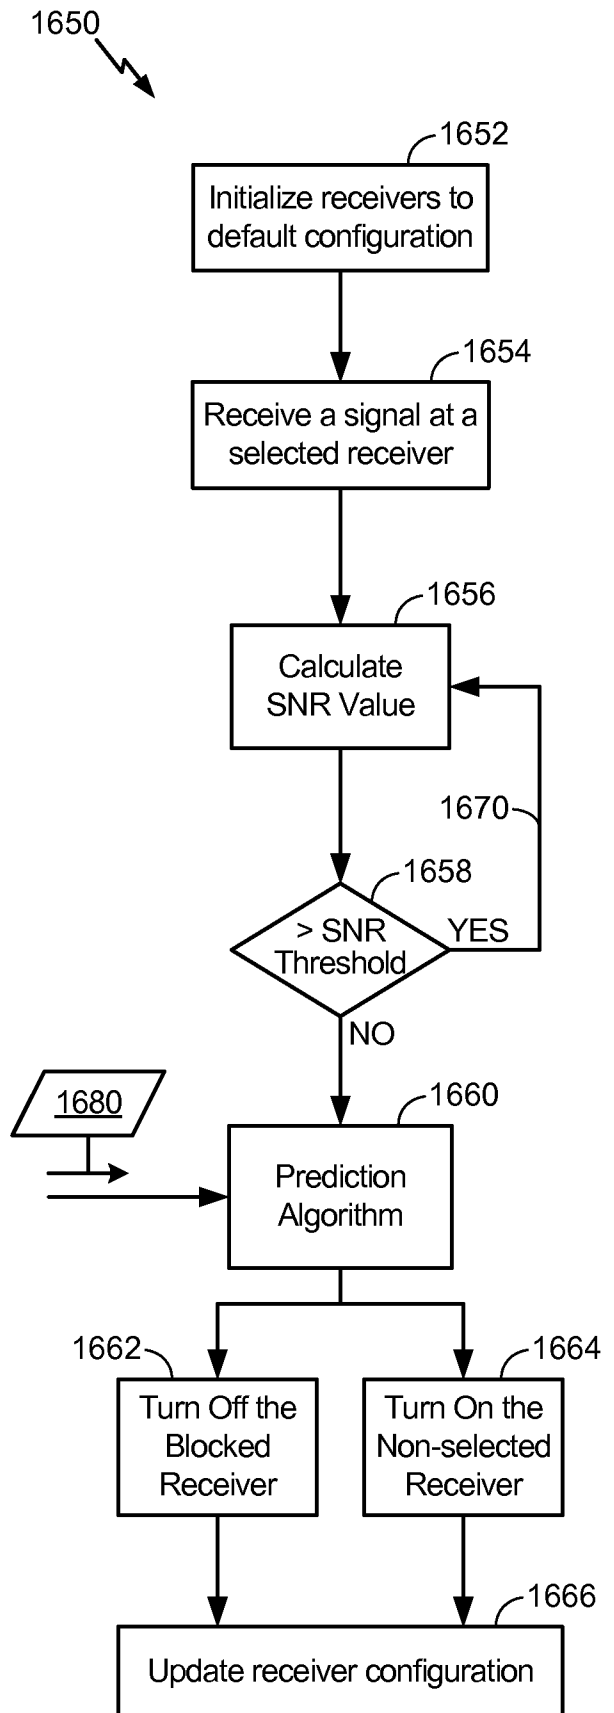 1650
1652
Initialize receivers to
default configuration
1654
Receive a signal at a
selected receiver
1656
Calculate
SNR Value
1670
1658
> SNR
Threshold
YES
NO
1680
1660
Prediction
Algorithm
1662
Turn Off the
Blocked
Receiver
1664
Turn On the
Non-selected
Receiver
1666
Update receiver configuration